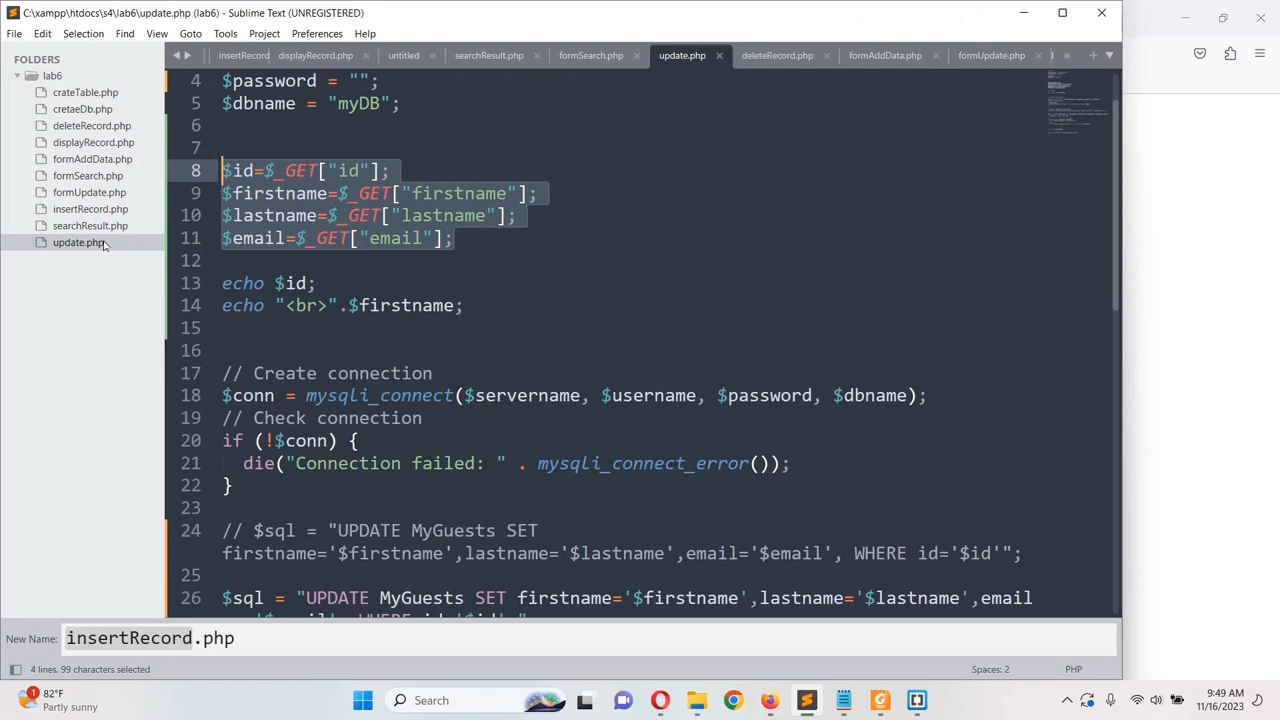 C:\xampp\htdocs\s4\lab6\update.php (lab6) - Sublime Text (UNREGISTERED)
File Edit Selection Find View Goto Tools Project Preferences Help
FOLDERS
lab6
crateTable.php
cretaeDb.php
deleteRecord.php
displayRecord.php
formAddData.php
formSearch.php
formUpdate.php
insertRecord.php
searchResult.php
update.php
insertRecord displayRecord.php untitled searchResult.php formSearch.php update.php deleteRecord.php formAddData.php formUpdate.php
4 $password = "";
5 $dbname = "myDB";
6
7
8 $id=$_GET["id"];
9 $firstname=$_GET["firstname"];
10 $lastname=$_GET["lastname"];
11 $email=$_GET["email"];
12
13 echo $id;
14 echo "<br>".$firstname;
15
16
17 // Create connection
18 $conn = mysqli_connect($servername, $username, $password, $dbname);
19 // Check connection
20 if (!$conn) {
21 die("Connection failed: " . mysqli_connect_error());
22 }
23
24 // $sql = "UPDATE MyGuests SET
firstname='$firstname',lastname='$lastname',email='$email', WHERE id='$id'";
25
26 $sql = "UPDATE MyGuests SET firstname='$firstname',lastname='$lastname',email
New Name: insertRecord.php
4 lines, 99 characters selected Spaces: 2 PHP
1
82°F
Partly sunny
Search
9:49 AM
11/16/2023